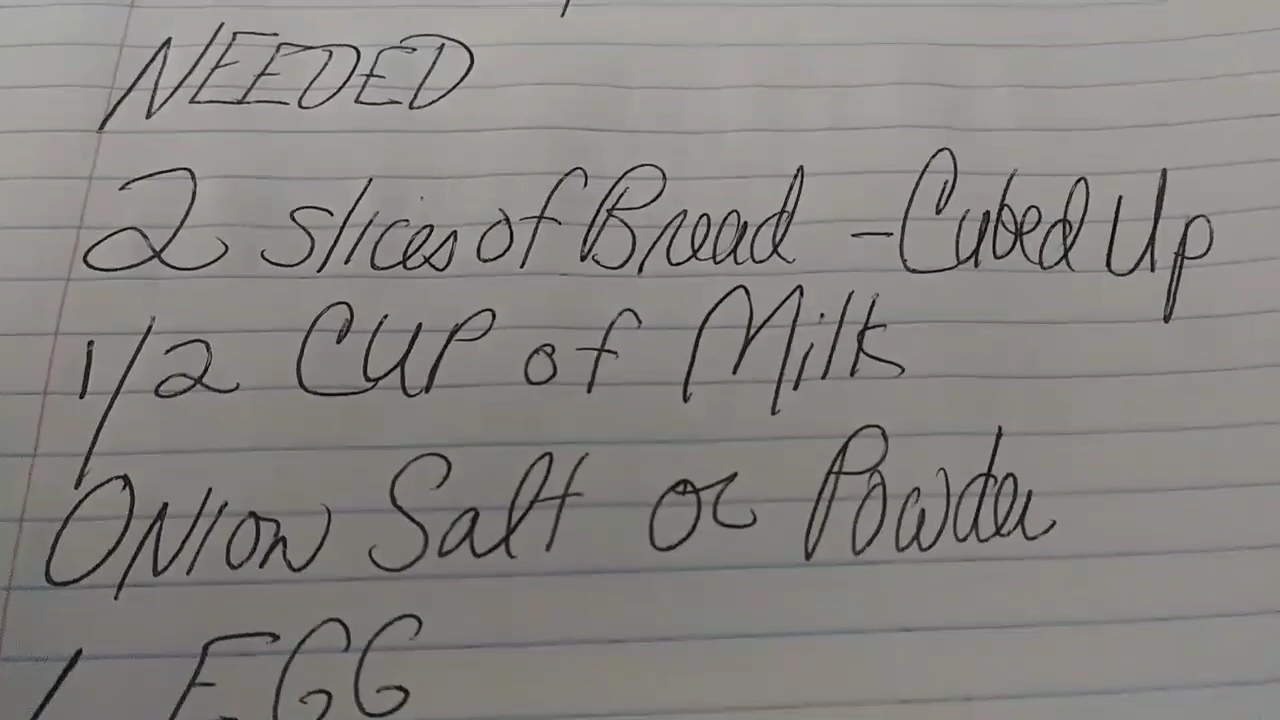 NEEDED
2 Slices of Bread - Cubed Up
1/2 CUP of Milk
ONION Salt or Powder
1 EGG